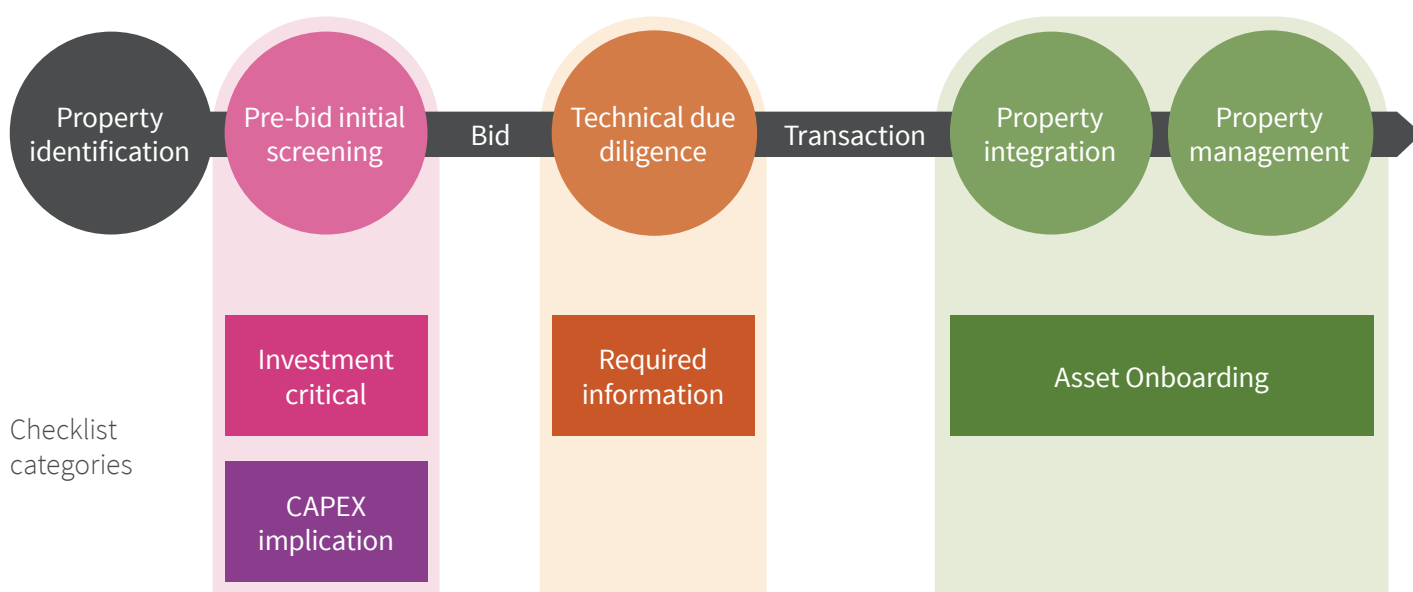 Property
identification
Pre-bid initial
screening
Bid
Technical due
diligence
Transaction
Property
integration
Property
management
Checklist
categories
Investment
critical
CAPEX
implication
Required
information
Asset Onboarding